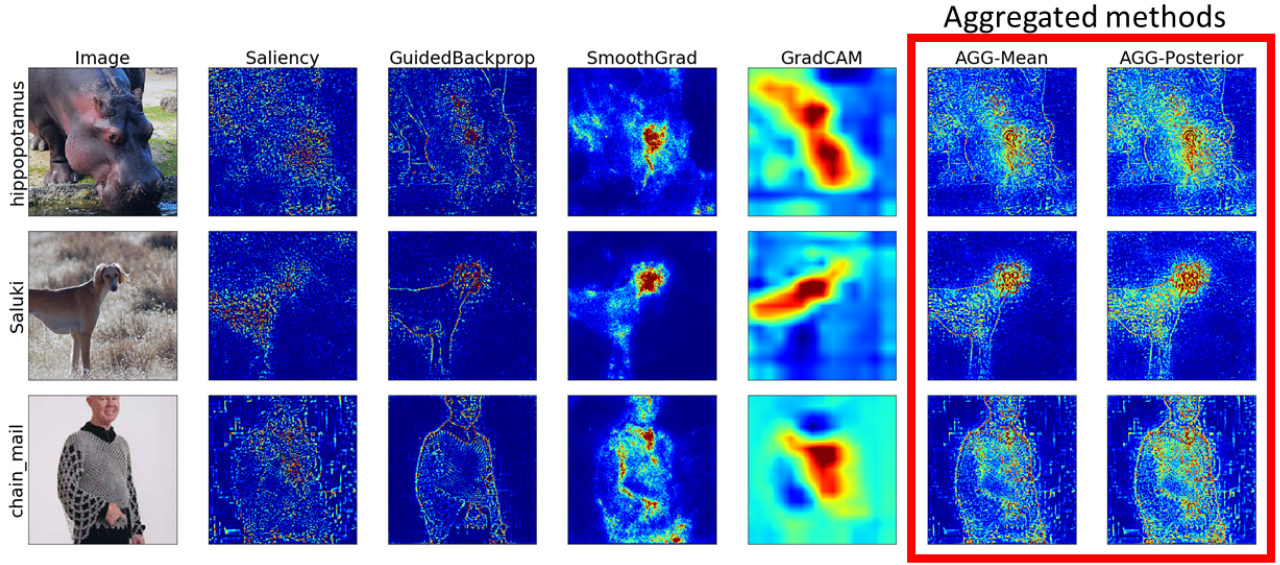 Aggregated methods
Image Saliency GuidedBackprop SmoothGrad GradCAM AGG-Mean AGG-Posterior
hippopotamus
Saluki
chain_mail